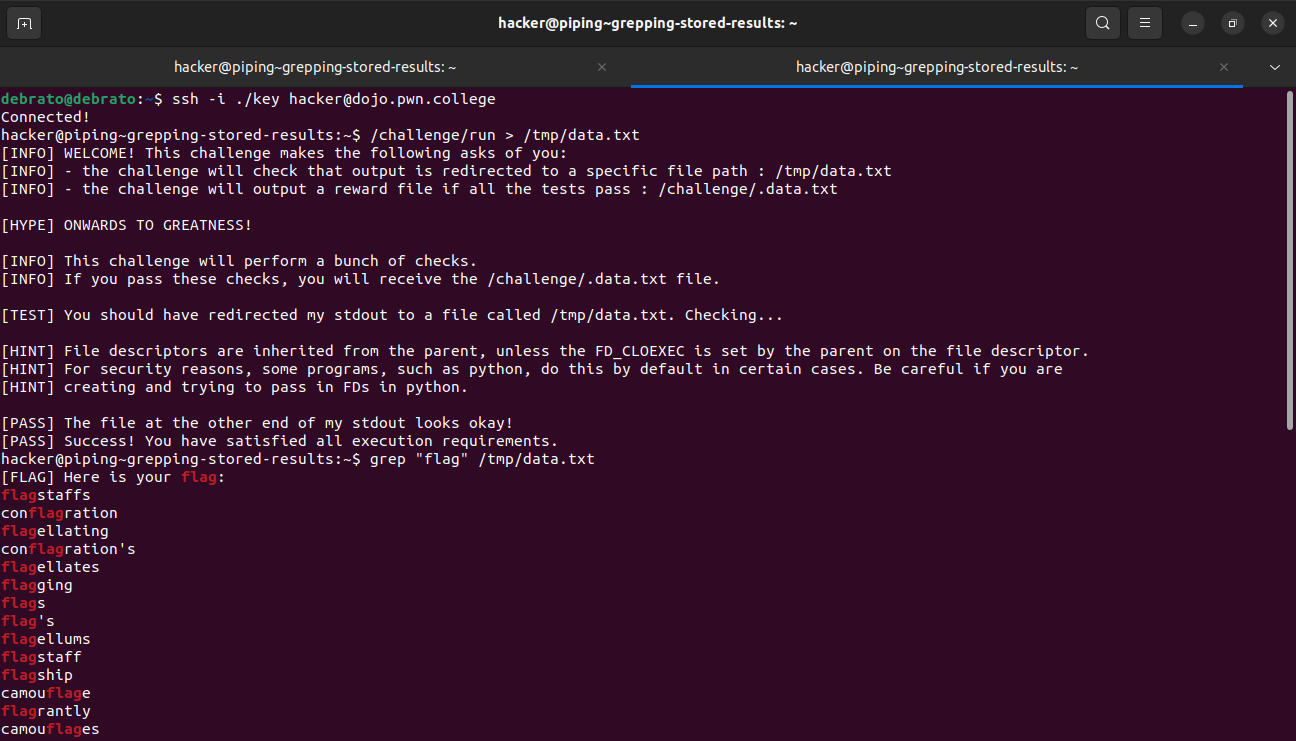 hacker@piping~grepping-stored-results: ~
hacker@piping~grepping-stored-results: ~
hacker@piping~grepping-stored-results: ~
debrato@debrato:~$ ssh -i ./key hacker@dojo.pwn.college
Connected!
hacker@piping~grepping-stored-results:~$ /challenge/run > /tmp/data.txt
[INFO] WELCOME! This challenge makes the following asks of you:
[INFO] - the challenge will check that output is redirected to a specific file path : /tmp/data.txt
[INFO] - the challenge will output a reward file if all the tests pass : /challenge/.data.txt
[HYPE] ONWARDS TO GREATNESS!
[INFO] This challenge will perform a bunch of checks.
[INFO] If you pass these checks, you will receive the /challenge/.data.txt file.
[TEST] You should have redirected my stdout to a file called /tmp/data.txt. Checking...
[HINT] File descriptors are inherited from the parent, unless the FD_CLOEXEC is set by the parent on the file descriptor.
[HINT] For security reasons, some programs, such as python, do this by default in certain cases. Be careful if you are
[HINT] creating and trying to pass in FDs in python.
[PASS] The file at the other end of my stdout looks okay!
[PASS] Success! You have satisfied all execution requirements.
hacker@piping~grepping-stored-results:~$ grep "flag" /tmp/data.txt
[FLAG] Here is your flag:
flagstaffs
conflagration
flagellating
conflagration's
flagellates
flagging
flags
flag's
flagellums
flagstaff
flagship
camouflage
flagrantly
camouflages